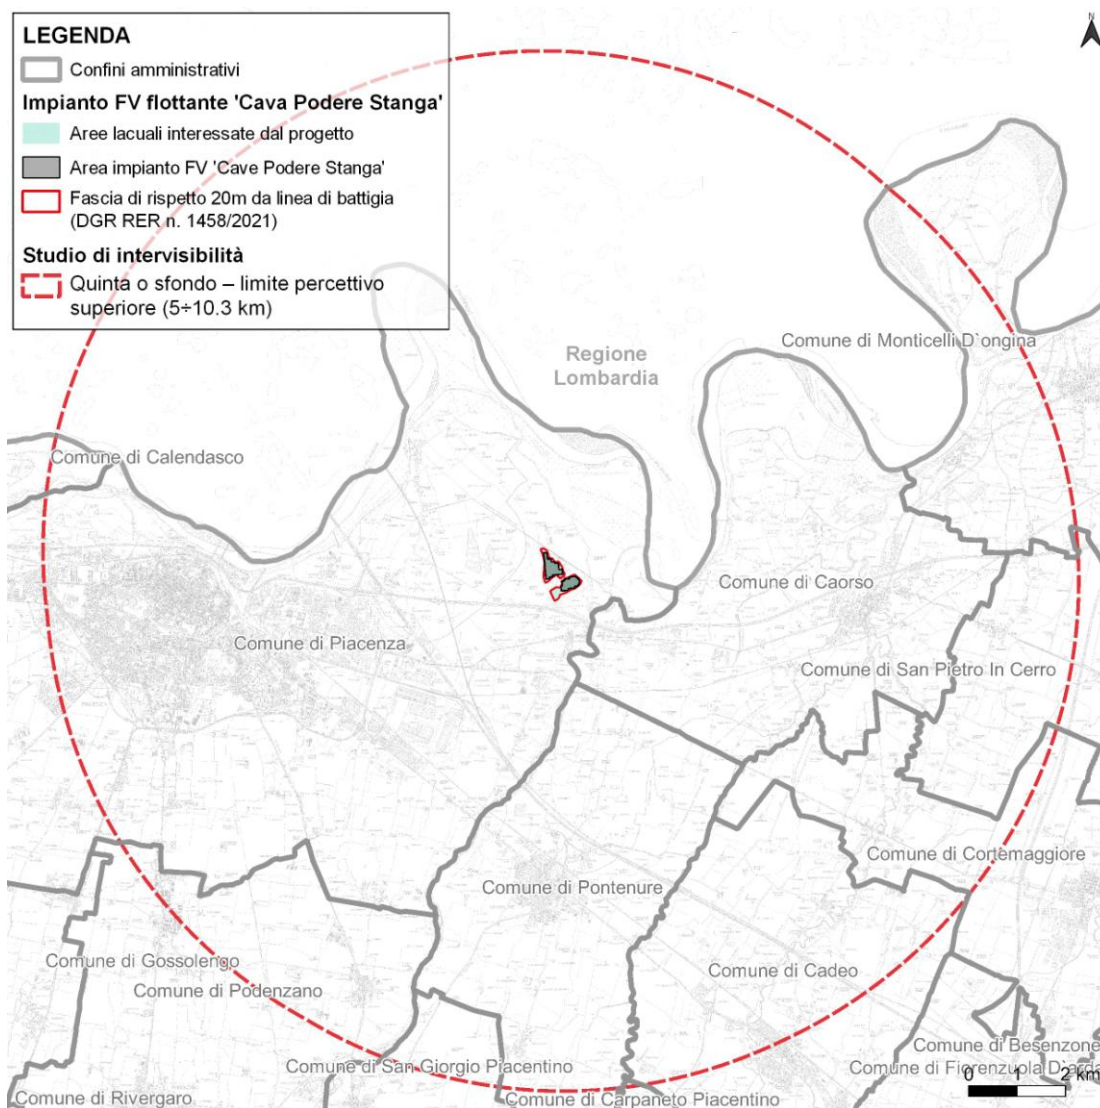 LEGENDA
Confini amministrativi
Impianto FV flottante 'Cava Podere Stanga'
Aree lacuali interessate dal progetto
Area impianto FV 'Cave Podere Stanga'
Fascia di rispetto 20m da linea di battigia
(DGR RER n. 1458/2021)
Studio di intervisibilità
Quinta o sfondo – limite percettivo
superiore (5÷10.3 km)
N
Comune di Monticelli D`ongina
Regione
Lombardia
Comune di Calendasco
Comune di Caorso
Comune di Piacenza
Comune di San Pietro In Cerro
Comune di Cortemaggiore
Comune di Pontenure
Comune di Gossolengo
Comune di Cadeo
Comune di Podenzano
Comune di Besenzone
Comune di San Giorgio Piacentino
Comune di Fiorenzuola D`arda
0 1 2 km
Comune di Rivergaro
Comune di Carpaneto Piacentino